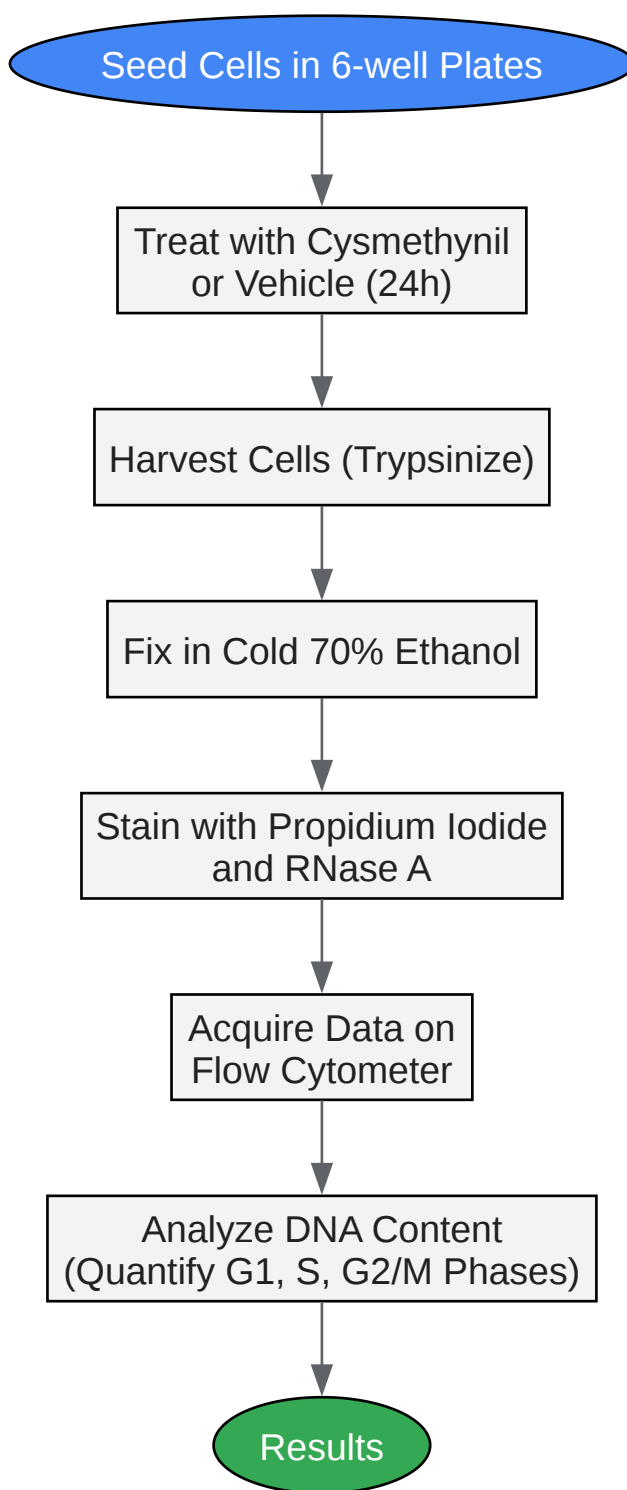 Seed Cells in 6-well Plates
Treat with Cysmethynil
or Vehicle (24h)
Harvest Cells (Trypsinize)
Fix in Cold 70% Ethanol
Stain with Propidium Iodide
and RNase A
Acquire Data on
Flow Cytometer
Analyze DNA Content
(Quantify G1, S, G2/M Phases)
Results